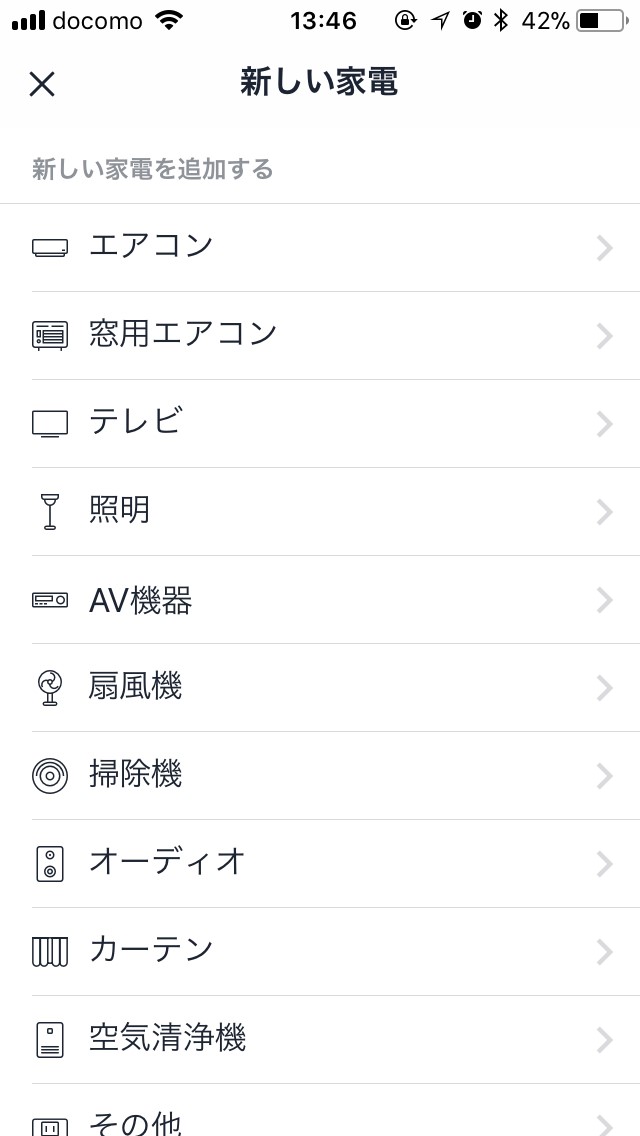 docomo 13:46 42%
新しい家電
新しい家電を追加する
エアコン
窓用エアコン
テレビ
照明
AV機器
扇風機
掃除機
オーディオ
カーテン
空気清浄機
その他